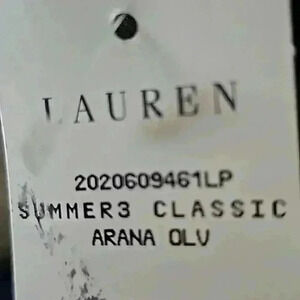 LAUREN
2020609461LP
SUMMER3 CLASSIC
ARANA OLV